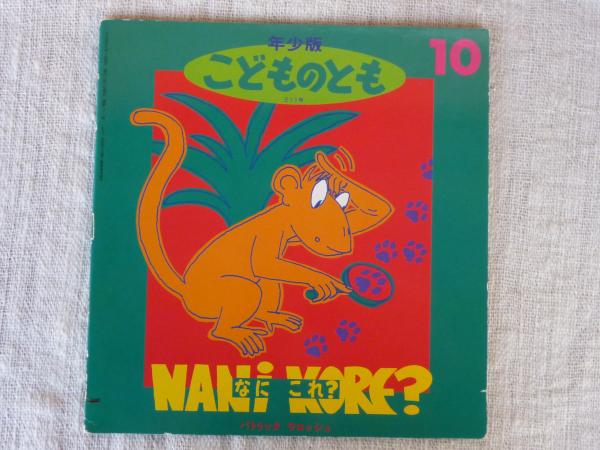 年少版
こどものとも
10
NANi KORE?
なに これ?
パトリック ラロッシュ